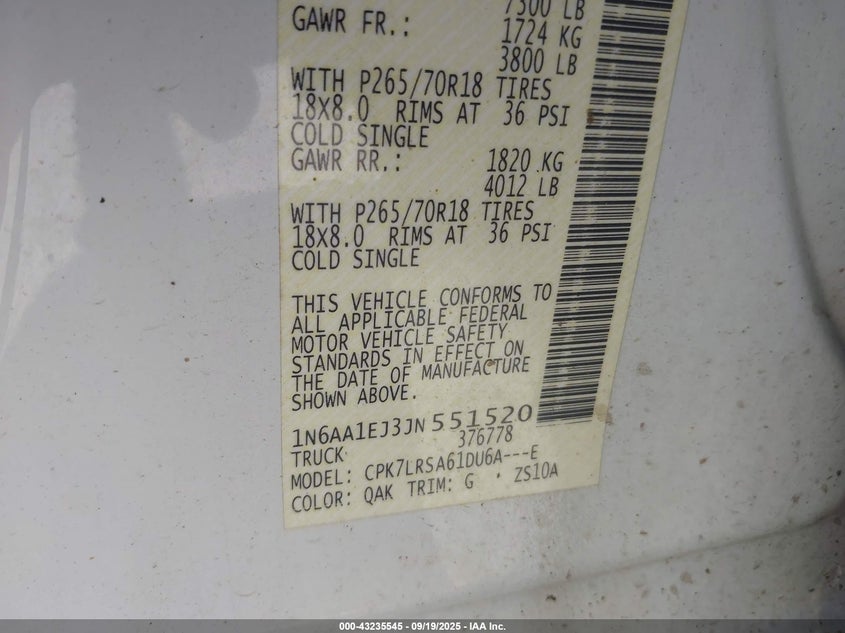 7300 LB
GAWR FR.: 1724 KG
3800 LB
WITH P265/70R18 TIRES
18X8.0 RIMS AT 36 PSI
COLD SINGLE
GAWR RR.: 1820 KG
4012 LB
WITH P265/70R18 TIRES
18X8.0 RIMS AT 36 PSI
COLD SINGLE
THIS VEHICLE CONFORMS TO
ALL APPLICABLE FEDERAL
MOTOR VEHICLE SAFETY
STANDARDS IN EFFECT ON
THE DATE OF MANUFACTURE
SHOWN ABOVE.
1N6AA1EJ3JN551520
TRUCK 376778
MODEL: CPK7LRSA61DU6A---E
COLOR: QAK TRIM: G ZS10A
000-43235545 - 09/19/2025 - IAA Inc.